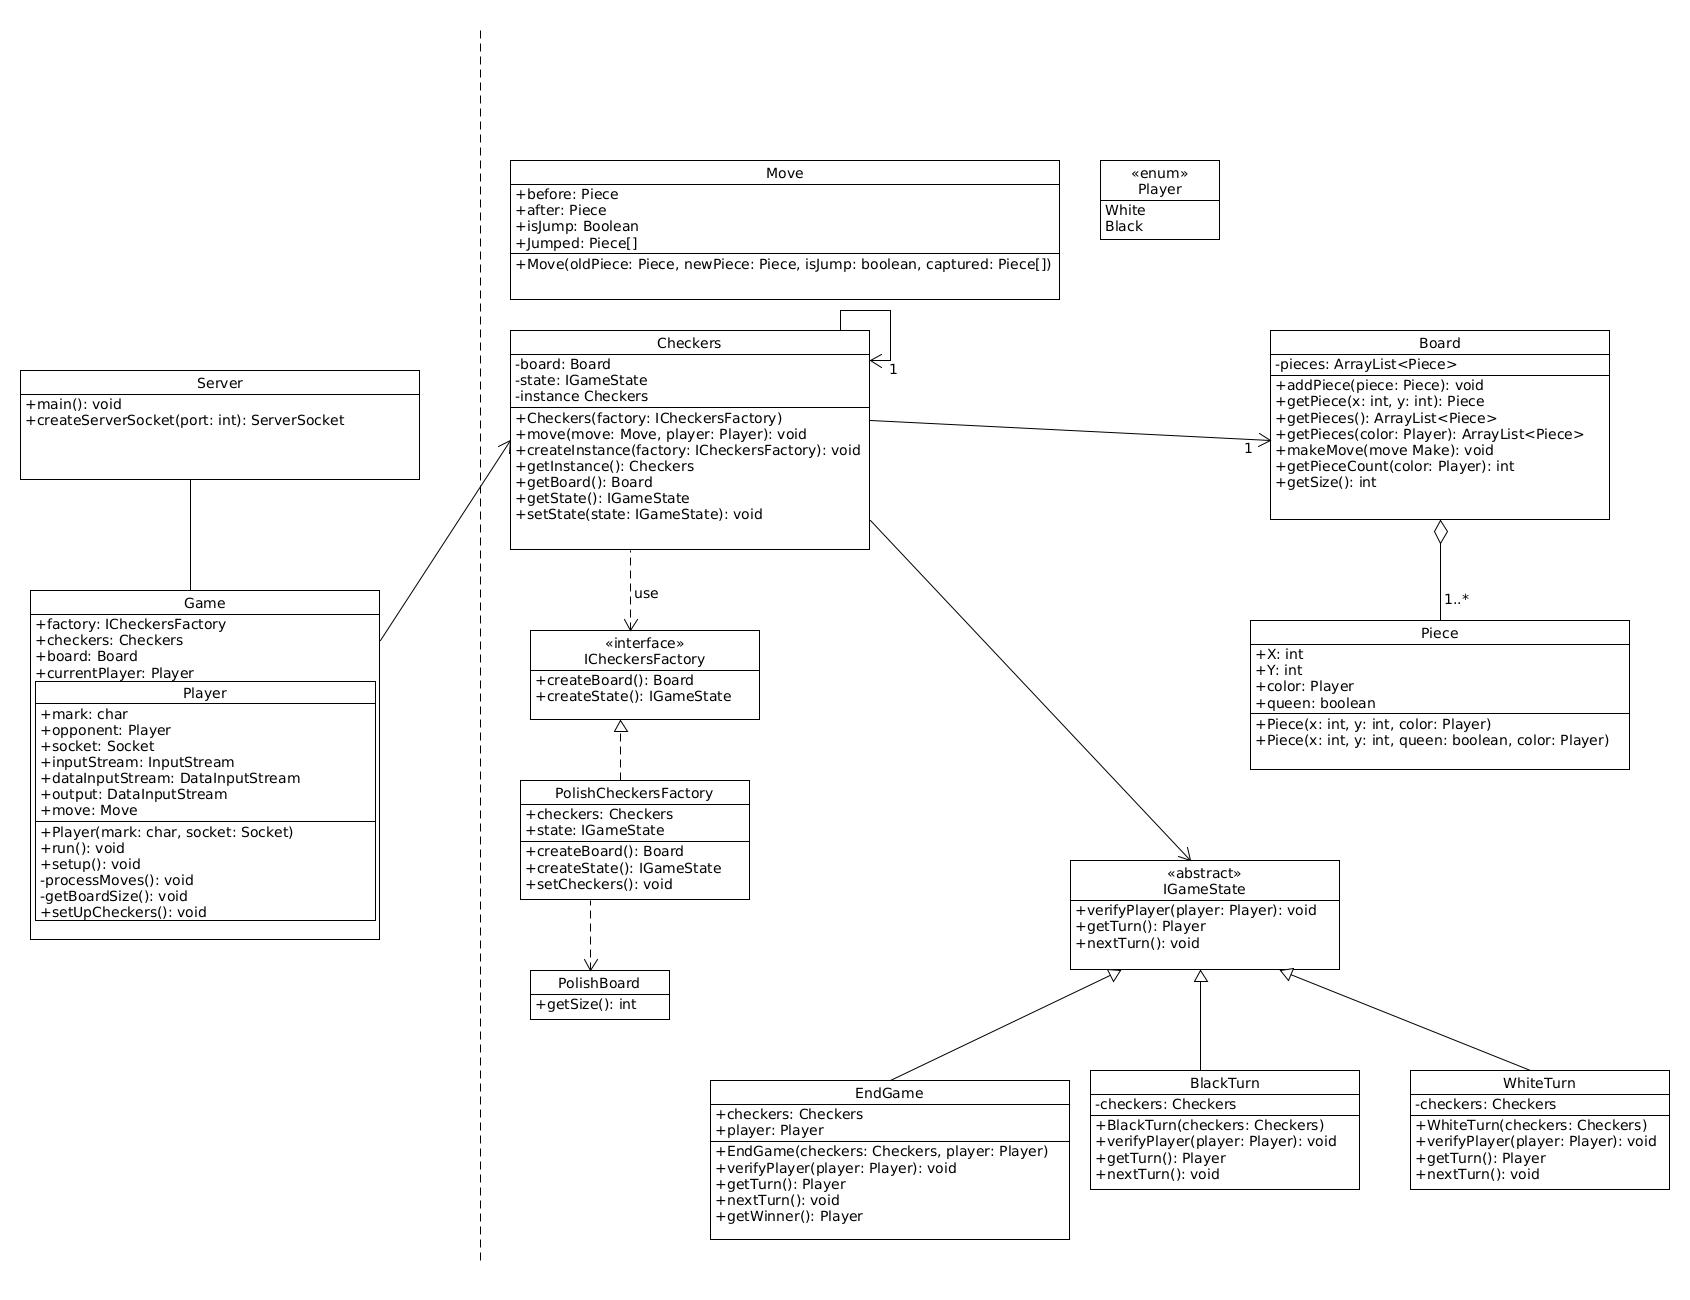 Move
+before: Piece
+after: Piece
+isJump: Boolean
+Jumped: Piece[]
+Move(oldPiece: Piece, newPiece: Piece, isJump: boolean, captured: Piece[])
«enum»
Player
White
Black
Server
+main(): void
+createServerSocket(port: int): ServerSocket
Checkers
-board: Board
-state: IGameState
-instance Checkers
+Checkers(factory: ICheckersFactory)
+move(move: Move, player: Player): void
+createInstance(factory: ICheckersFactory): void
+getInstance(): Checkers
+getBoard(): Board
+getState(): IGameState
+setState(state: IGameState): void
1
1
Board
-pieces: ArrayList<Piece>
+addPiece(piece: Piece): void
+getPiece(x: int, y: int): Piece
+getPieces(): ArrayList<Piece>
+getPieces(color: Player): ArrayList<Piece>
+makeMove(move Make): void
+getPieceCount(color: Player): int
+getSize(): int
1..*
Game
+factory: ICheckersFactory
+checkers: Checkers
+board: Board
+currentPlayer: Player
Player
+mark: char
+opponent: Player
+socket: Socket
+inputStream: InputStream
+dataInputStream: DataInputStream
+output: DataInputStream
+move: Move
+Player(mark: char, socket: Socket)
+run(): void
+setup(): void
-processMoves(): void
-getBoardSize(): void
+setUpCheckers(): void
use
«interface»
ICheckersFactory
+createBoard(): Board
+createState(): IGameState
Piece
+X: int
+Y: int
+color: Player
+queen: boolean
+Piece(x: int, y: int, color: Player)
+Piece(x: int, y: int, queen: boolean, color: Player)
PolishCheckersFactory
+checkers: Checkers
+state: IGameState
+createBoard(): Board
+createState(): IGameState
+setCheckers(): void
PolishBoard
+getSize(): int
«abstract»
IGameState
+verifyPlayer(player: Player): void
+getTurn(): Player
+nextTurn(): void
EndGame
+checkers: Checkers
+player: Player
+EndGame(checkers: Checkers, player: Player)
+verifyPlayer(player: Player): void
+getTurn(): Player
+nextTurn(): void
+getWinner(): Player
BlackTurn
-checkers: Checkers
+BlackTurn(checkers: Checkers)
+verifyPlayer(player: Player): void
+getTurn(): Player
+nextTurn(): void
WhiteTurn
-checkers: Checkers
+WhiteTurn(checkers: Checkers)
+verifyPlayer(player: Player): void
+getTurn(): Player
+nextTurn(): void